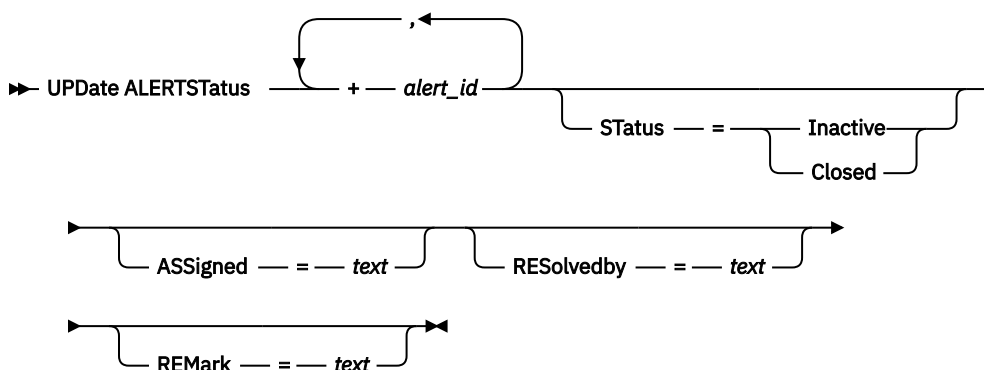 ,
UPDate ALERTSTatus + alert_id
STatus = Inactive
Closed
ASSigned = text RESolvedby = text
REMark = text